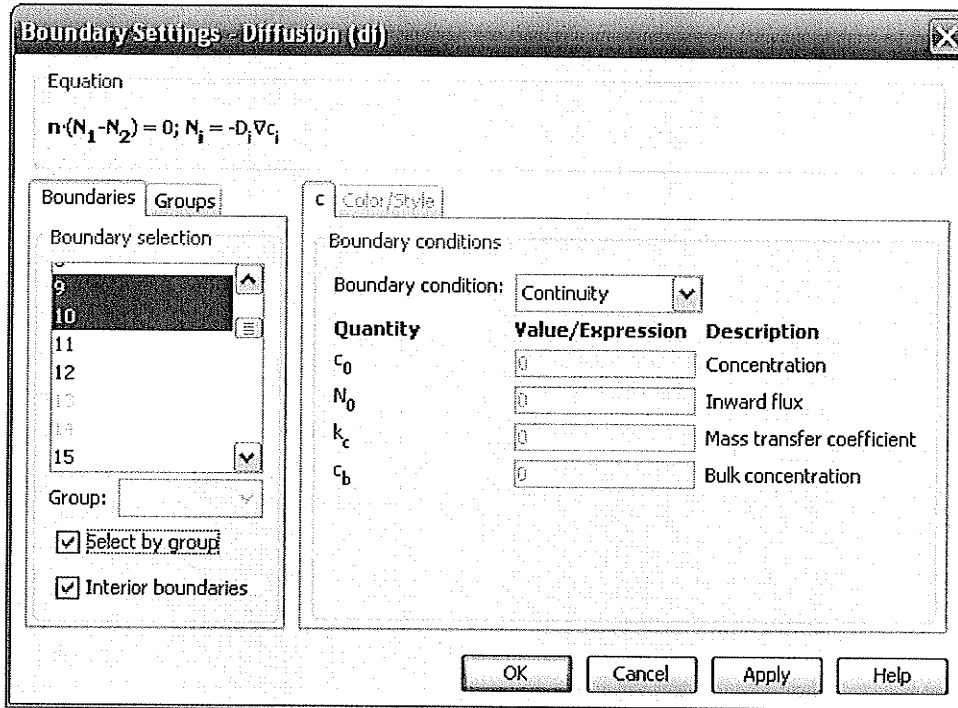 Boundary Settings - Diffusion (di)
Equation
n·(N1-N2) = 0; Ni = -Di∇ci
Boundaries Groups
Boundary selection
9
10
11
12
13
14
15
Group:
Select by group
Interior boundaries
c Color/Style
Boundary conditions
Boundary condition: Continuity
Quantity Value/Expression Description
c0 0 Concentration
N0 0 Inward flux
kc 0 Mass transfer coefficient
cb 0 Bulk concentration
OK Cancel Apply Help